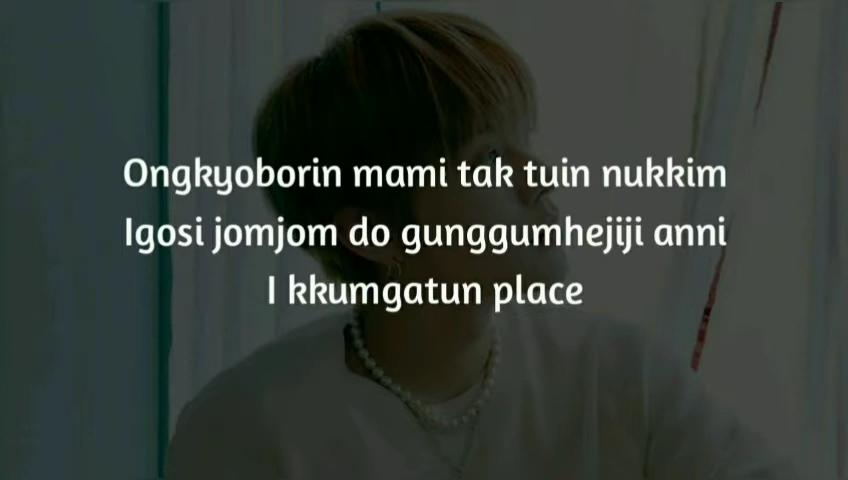 Ongkyoborin mami tak tuin nukkim
Igosi jomjom do gunggumhejiji anni
I kkumgatun place